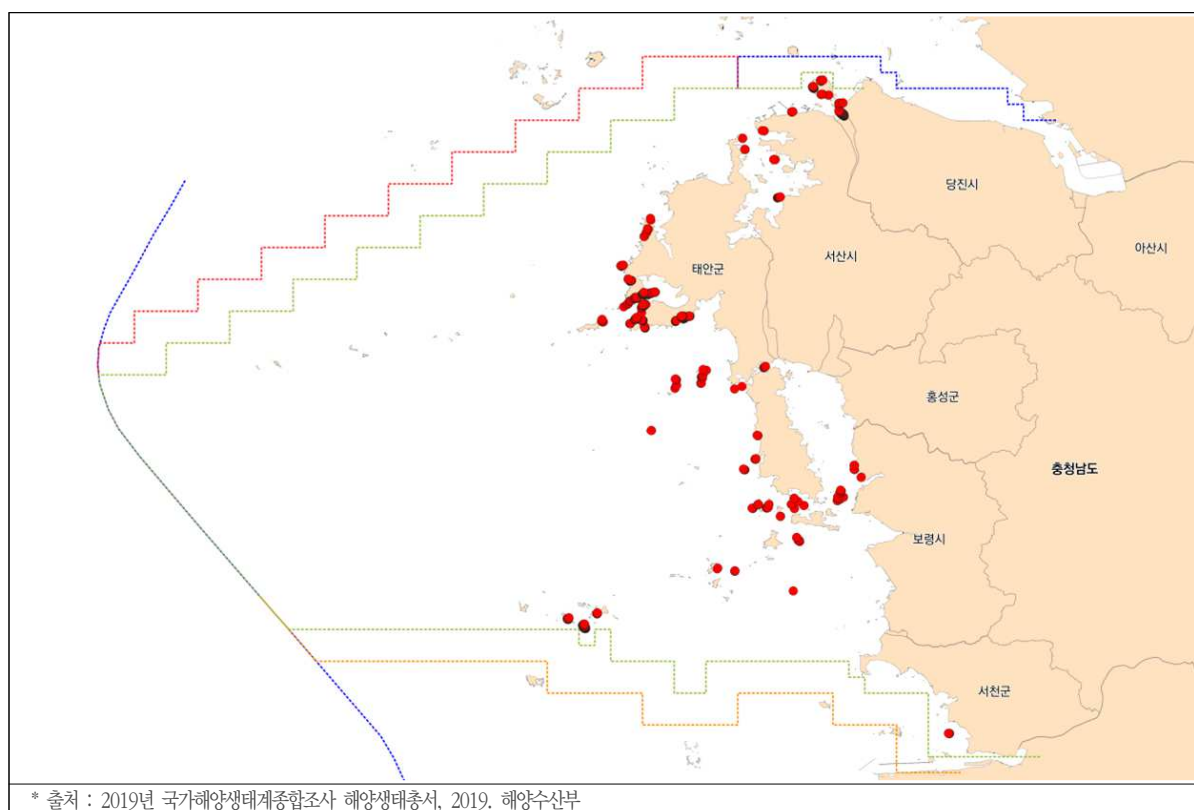 당진시
아산시
서산시
태안군
홍성군
충청남도
보령시
서천군
* 출처 : 2019년 국가해양생태계종합조사 해양생태총서, 2019. 해양수산부